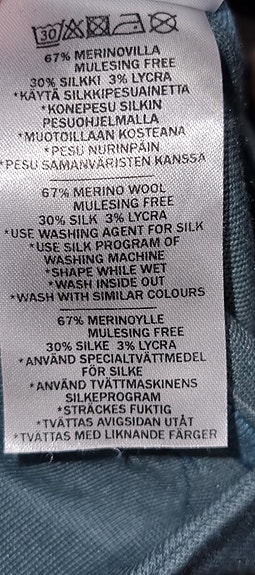 30
67% MERINOVILLA
MULESING FREE
30% SILKKI 3% LYCRA
*KÄYTÄ SILKKIPESUAINETTA
*KONEPESU SILKIN
PESUOHJELMALLA
*MUOTOILLAAN KOSTEANA
*PESU NURINPÄIN
*PESU SAMANVÄRISTEN KANSSA
67% MERINO WOOL
MULESING FREE
30% SILK 3% LYCRA
*USE WASHING AGENT FOR SILK
*USE SILK PROGRAM OF
WASHING MACHINE
*SHAPE WHILE WET
*WASH INSIDE OUT
*WASH WITH SIMILAR COLOURS
67% MERINOYLLE
MULESING FREE
30% SILKE 3% LYCRA
*ANVÄND SPECIALTVÄTTMEDEL
FÖR SILKE
*ANVÄND TVÄTTMASKINENS
SILKEPROGRAM
*STRÄCKES FUKTIG
*TVÄTTAS AVIGSIDAN UTÅT
*TVÄTTAS MED LIKNANDE FÄRGER